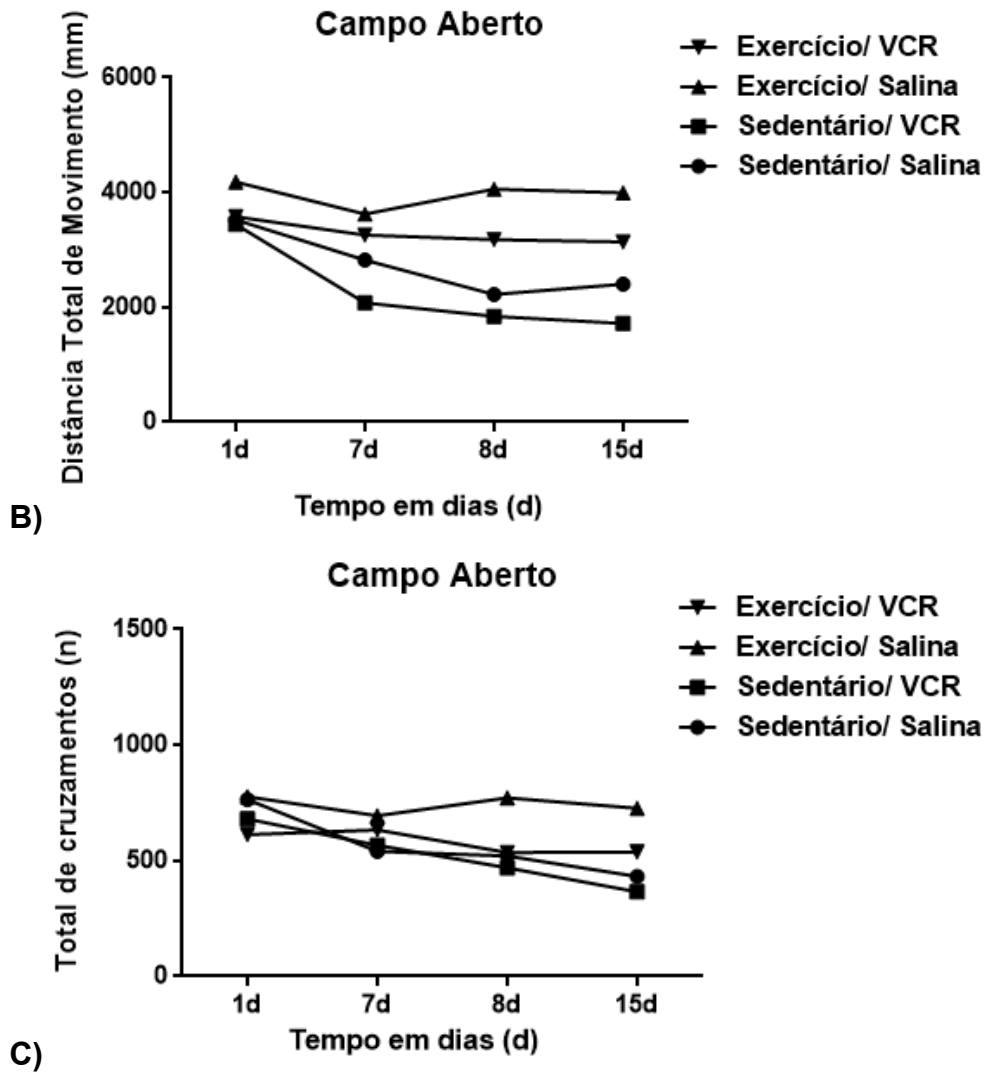 Campo Aberto
Distância Total de Movimento (mm)
6000
4000
2000
0
1d 7d 8d 15d
Tempo em dias (d)
Exercício/ VCR
Exercício/ Salina
Sedentário/ VCR
Sedentário/ Salina
B)
Campo Aberto
Total de cruzamentos (n)
1500
1000
500
0
1d 7d 8d 15d
Tempo em dias (d)
Exercício/ VCR
Exercício/ Salina
Sedentário/ VCR
Sedentário/ Salina
C)